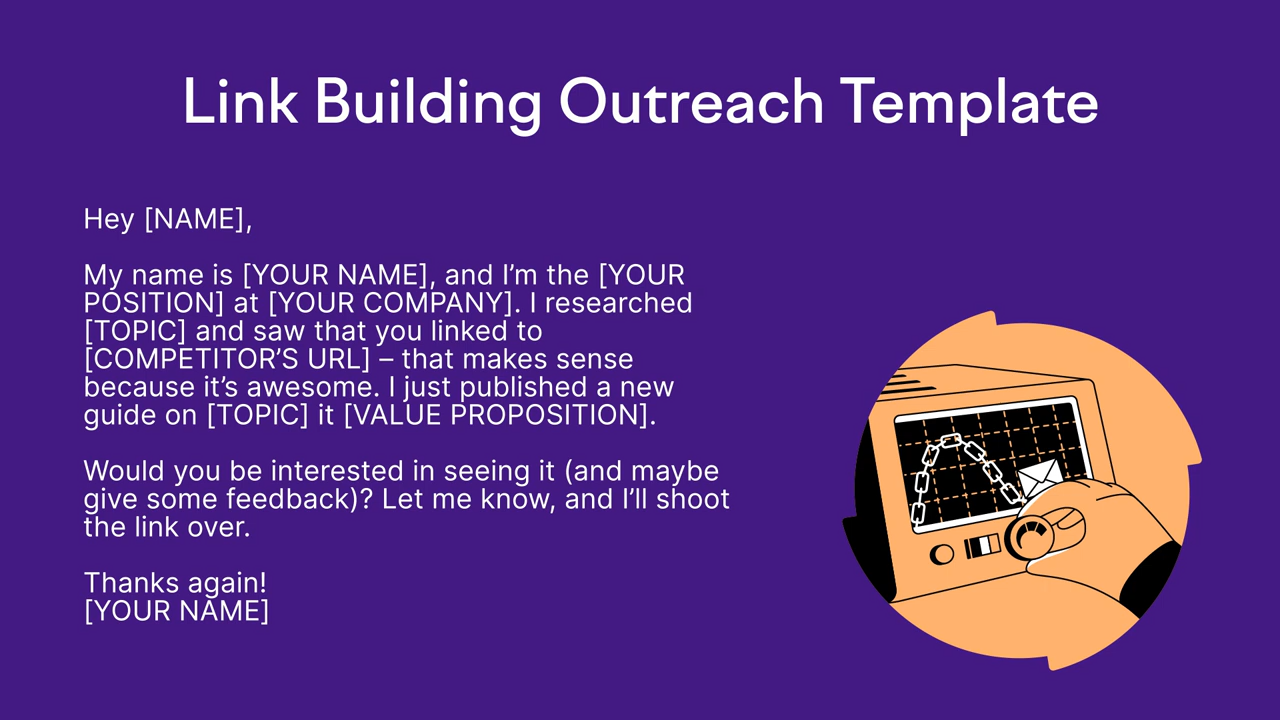 Link Building Outreach Template
Hey [NAME],
My name is [YOUR NAME], and I’m the [YOUR
POSITION] at [YOUR COMPANY]. I researched
[TOPIC] and saw that you linked to
[COMPETITOR’S URL] – that makes sense
because it’s awesome. I just published a new
guide on [TOPIC] it [VALUE PROPOSITION].
Would you be interested in seeing it (and maybe
give some feedback)? Let me know, and I’ll shoot
the link over.
Thanks again!
[YOUR NAME]